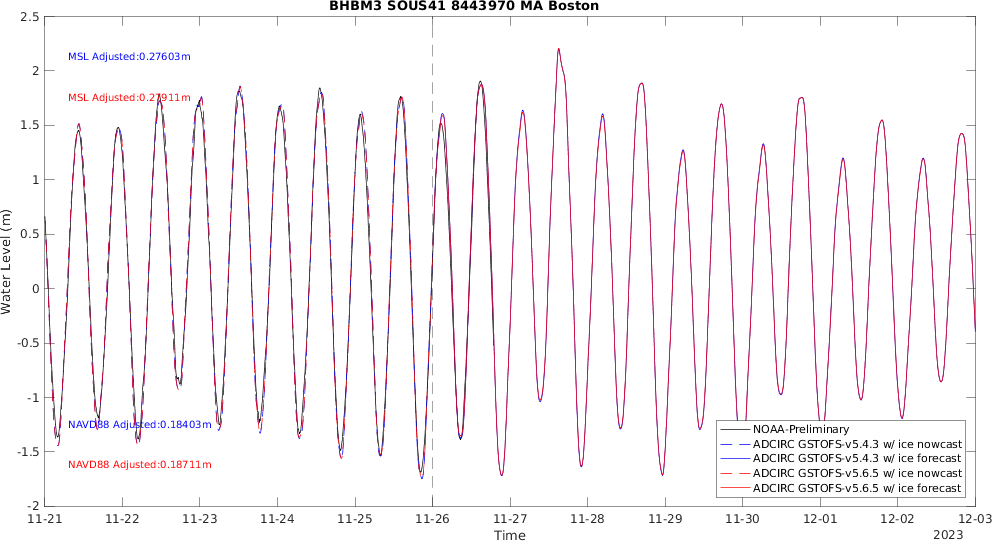 BHBM3 SOUS41 8443970 MA Boston
2.5
2
1.5
1
0.5
0
-0.5
-1
-1.5
-2
Water Level (m)
MSL Adjusted:0.27603m
MSL Adjusted:0.27911m
NAVD88 Adjusted:0.18403m
NAVD88 Adjusted:0.18711m
NOAA-Preliminary
ADCIRC GSTOFS-v5.4.3 w/ ice nowcast
ADCIRC GSTOFS-v5.4.3 w/ ice forecast
ADCIRC GSTOFS-v5.6.5 w/ ice nowcast
ADCIRC GSTOFS-v5.6.5 w/ ice forecast
11-21 11-22 11-23 11-24 11-25 11-26 11-27 11-28 11-29 11-30 12-01 12-02 12-03
Time
2023